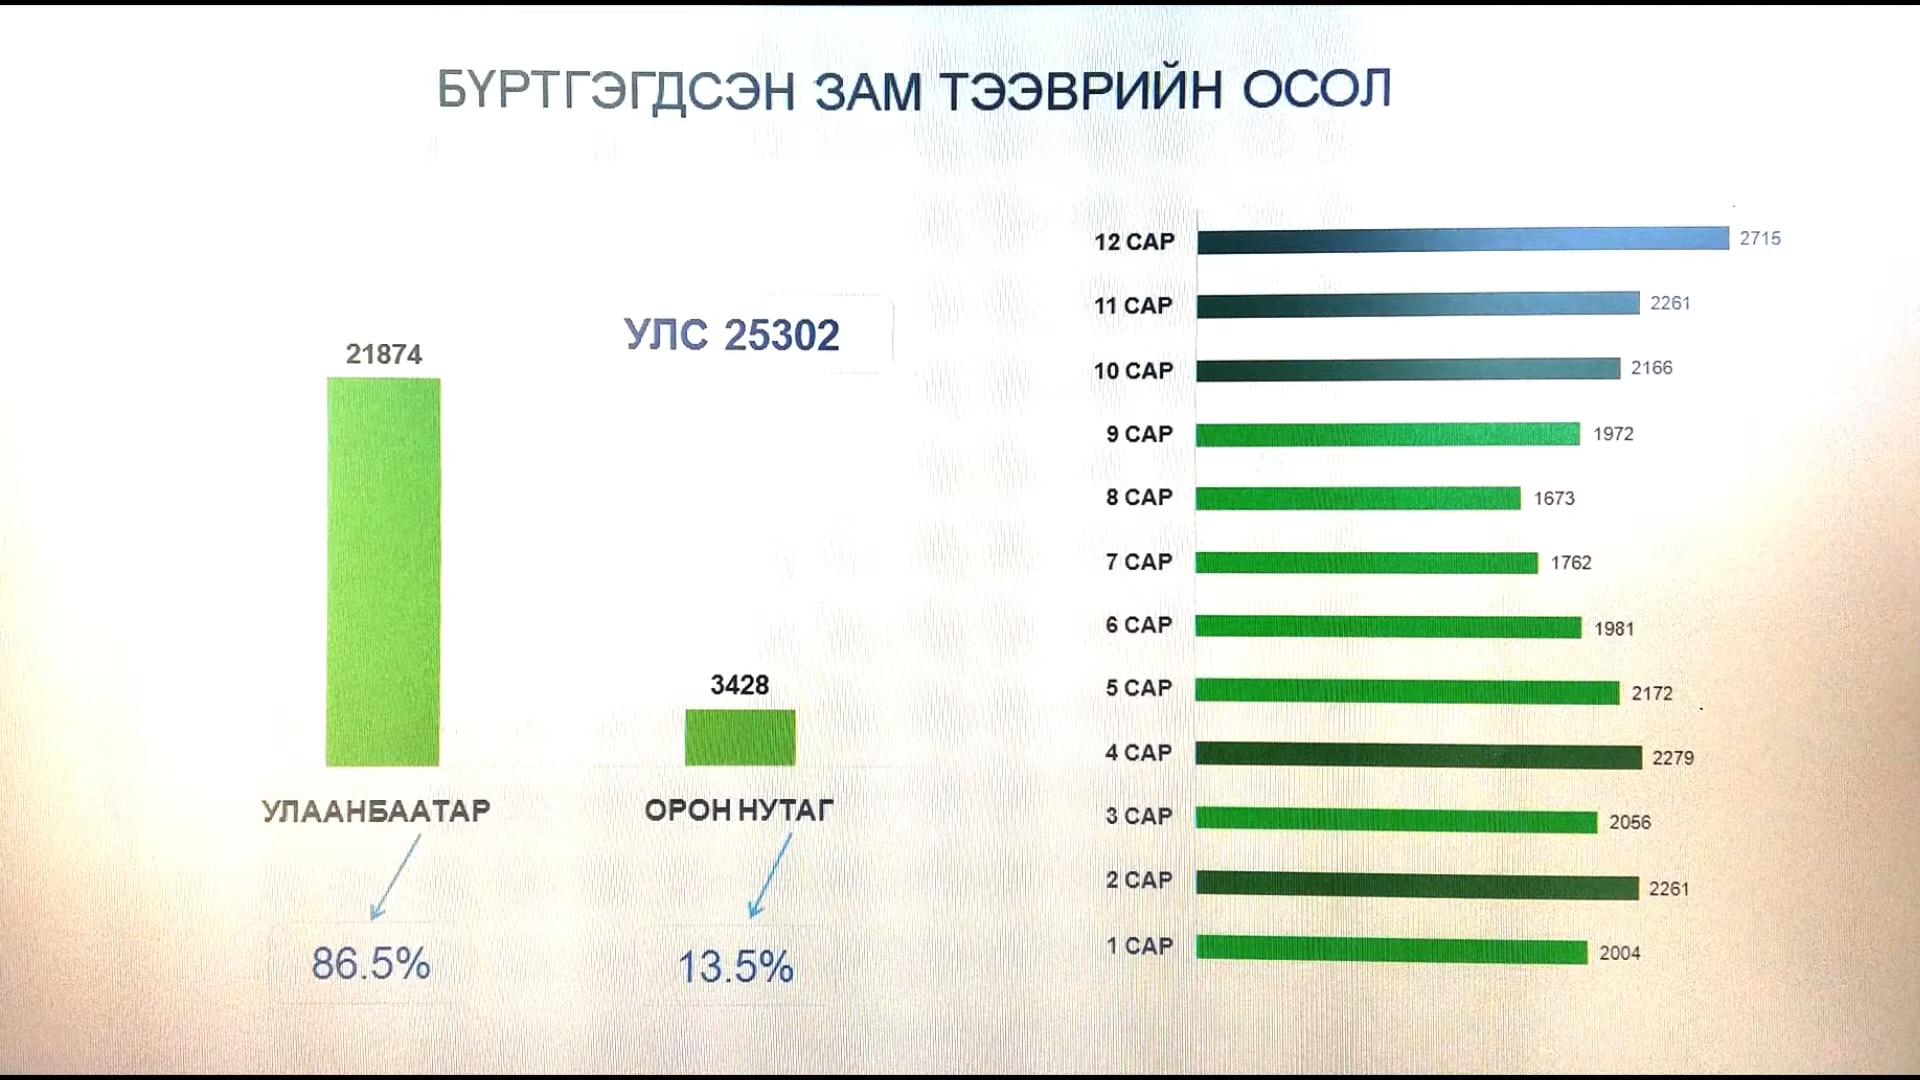 БҮРТГЭГДСЭН ЗАМ ТЭЭВРИЙН ОСОЛ
УЛС 25302
21874
3428
УЛААНБААТАР
ОРОН НУТАГ
86.5%
13.5%
12 САР 2715
11 САР 2261
10 САР 2166
9 САР 1972
8 САР 1673
7 САР 1762
6 САР 1981
5 САР 2172
4 САР 2279
3 САР 2056
2 САР 2261
1 САР 2004